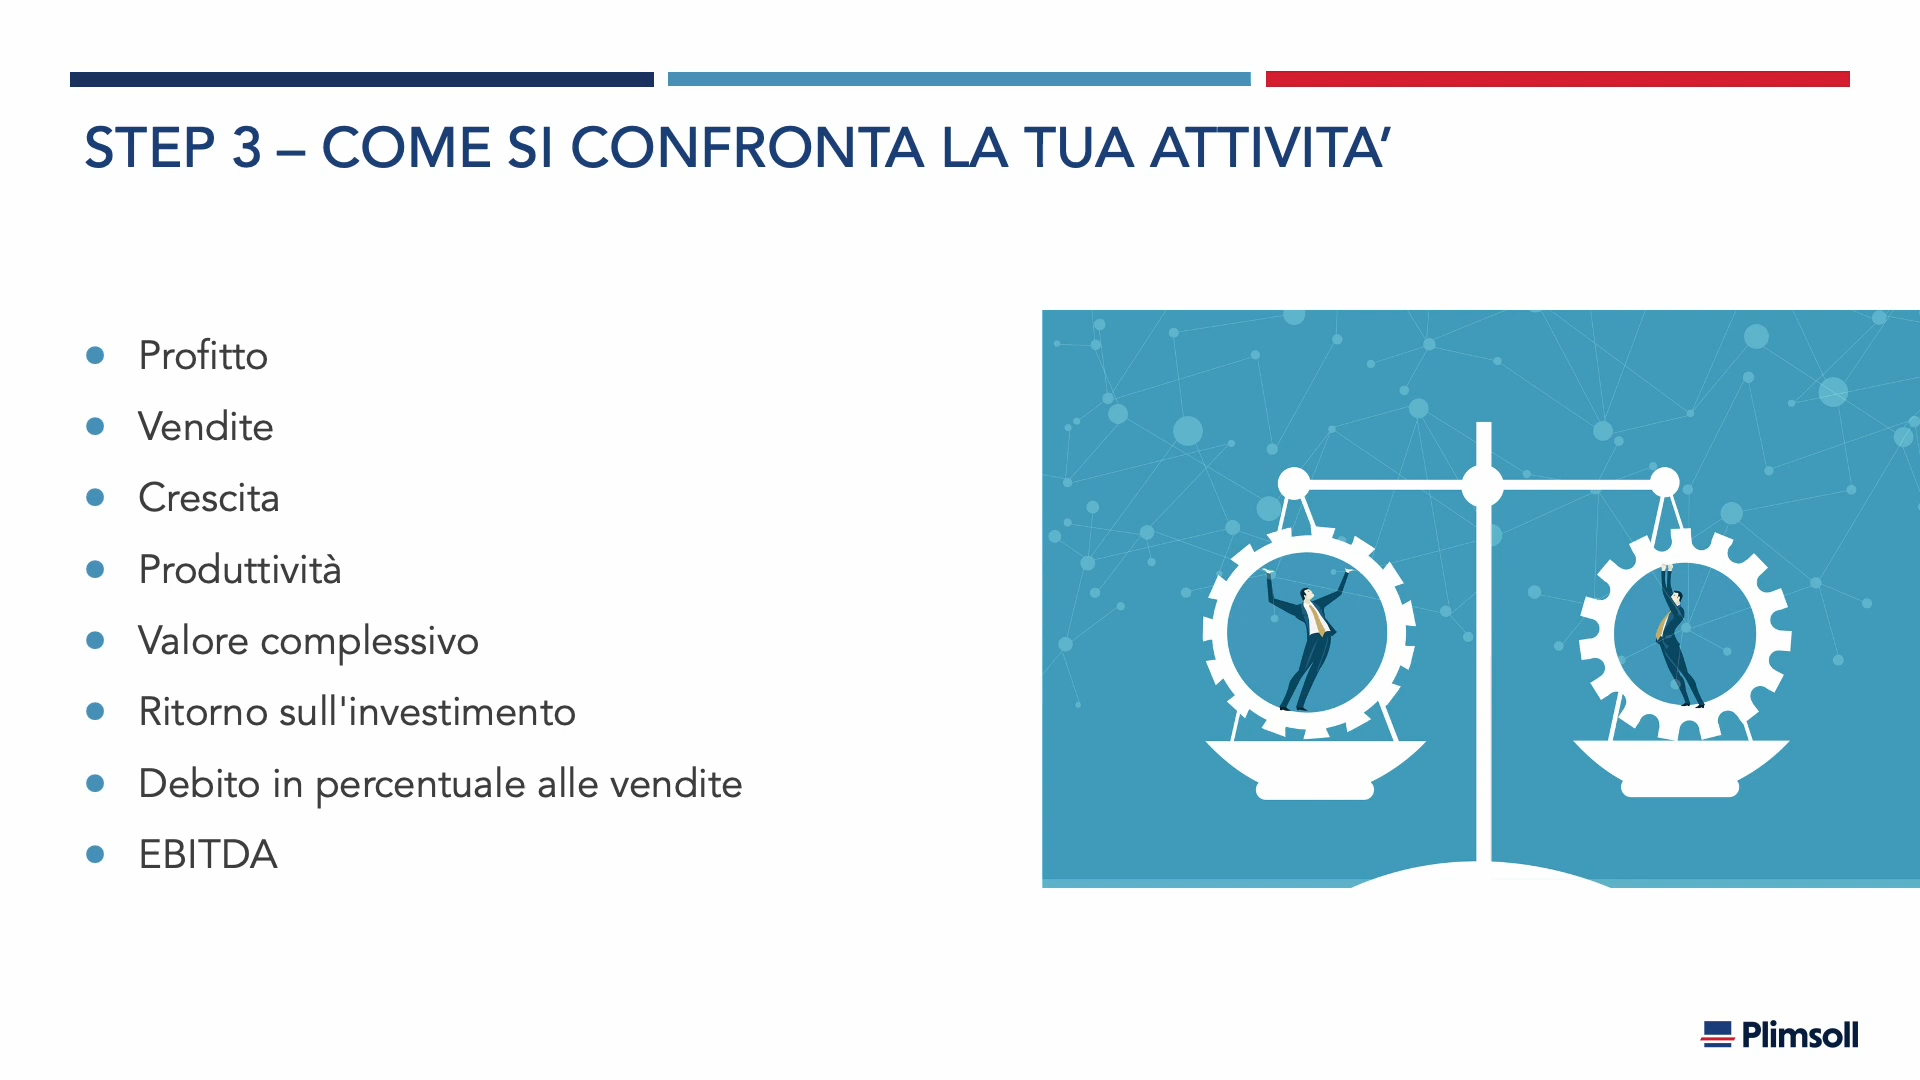 STEP 3 – COME SI CONFRONTA LA TUA ATTIVITA’
Profitto
Vendite
Crescita
Produttività
Valore complessivo
Ritorno sull'investimento
Debito in percentuale alle vendite
EBITDA
Plimsoll